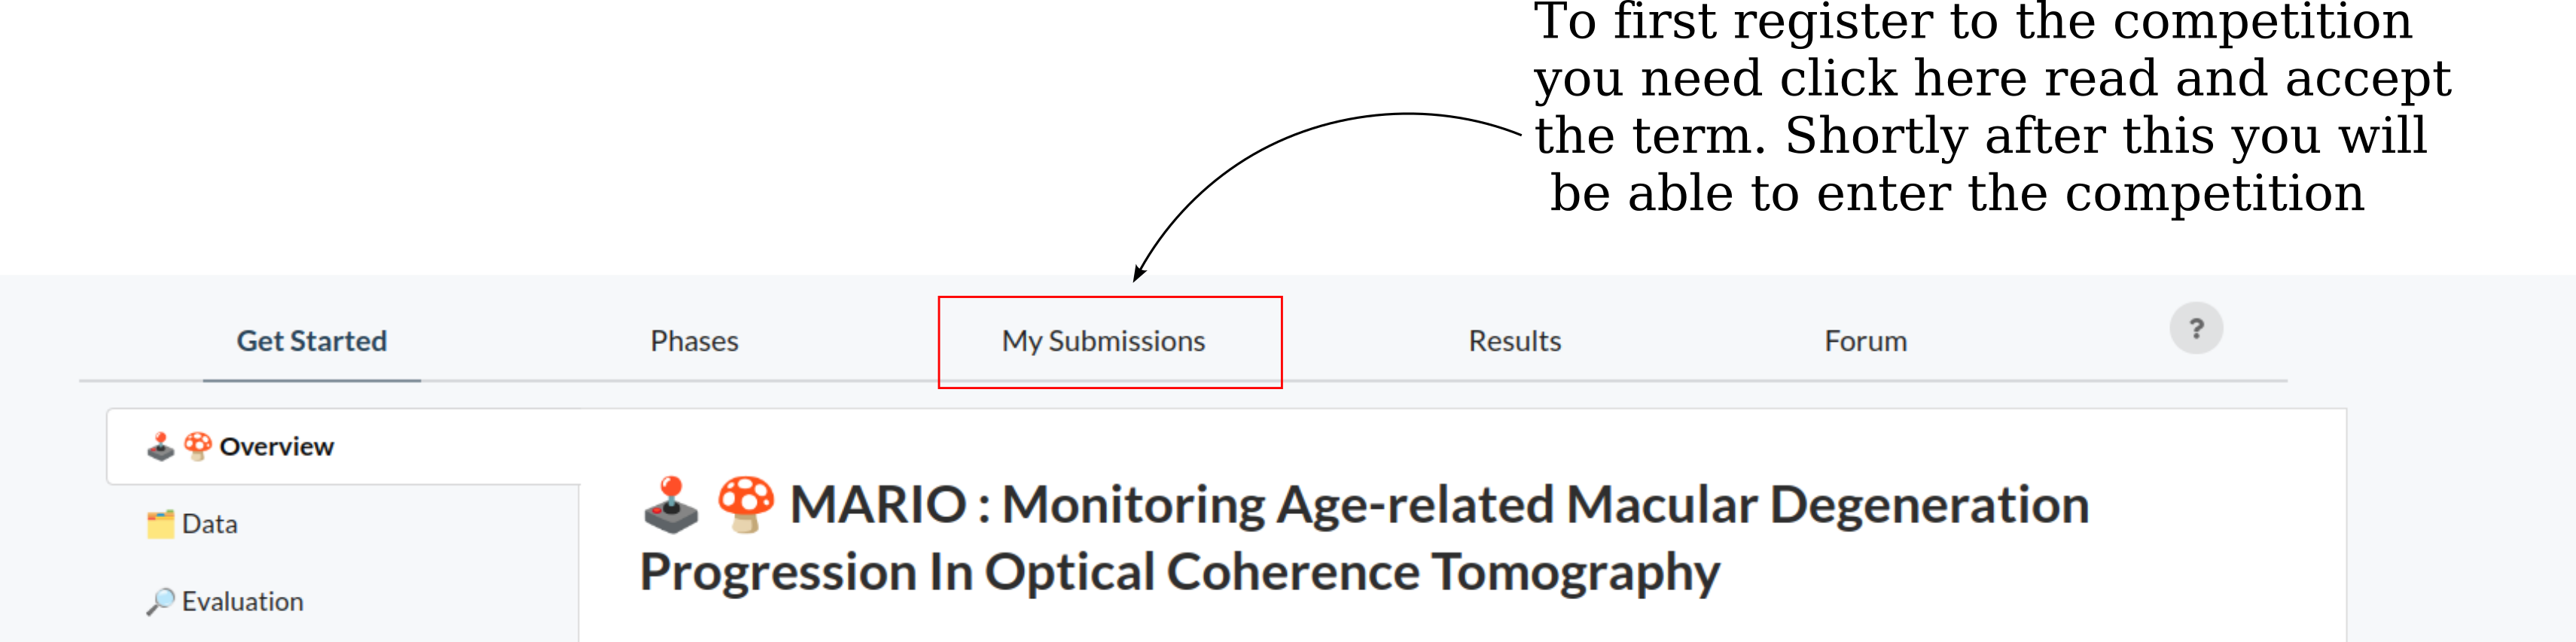 To first register to the competition
you need click here read and accept
the term. Shortly after this you will
be able to enter the competition
Get Started
Phases
My Submissions
Results
Forum
?
Overview
Data
Evaluation
MARIO : Monitoring Age-related Macular Degeneration
Progression In Optical Coherence Tomography